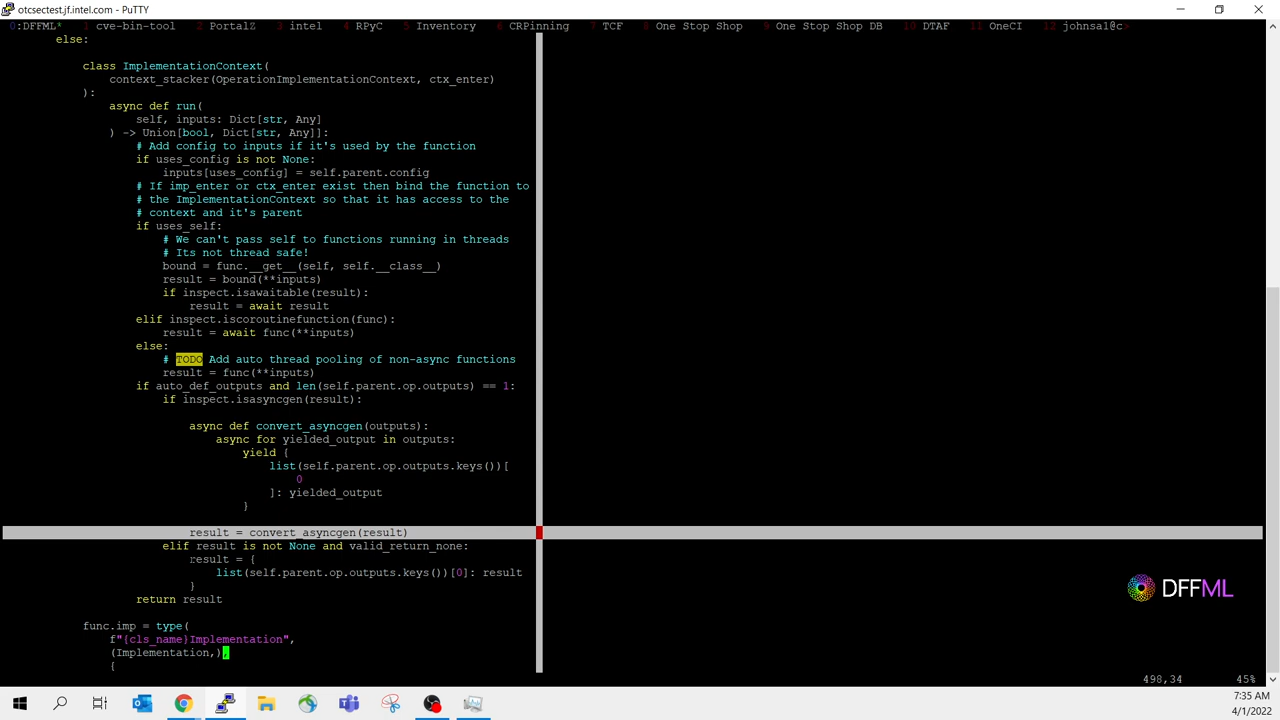 otcsectest.jf.intel.com - PuTTY
0:DFFML* 1 cve-bin-tool 2 PortalZ 3 intel 4 RPyC 5 Inventory 6 CRPinning 7 TCF 8 One Stop Shop 9 One Stop Shop DB 10 DTAF 11 OneCI 12 johnsa1@c>
else:
class ImplementationContext(
context_stacker(OperationImplementationContext, ctx_enter)
):
async def run(
self, inputs: Dict[str, Any]
) -> Union[bool, Dict[str, Any]]:
# Add config to inputs if it's used by the function
if uses_config is not None:
inputs[uses_config] = self.parent.config
# If imp_enter or ctx_enter exist then bind the function to
# the ImplementationContext so that it has access to the
# context and it's parent
if uses_self:
# We can't pass self to functions running in threads
# Its not thread safe!
bound = func.__get__(self, self.__class__)
result = bound(**inputs)
if inspect.isawaitable(result):
result = await result
elif inspect.iscoroutinefunction(func):
result = await func(**inputs)
else:
# TODO Add auto thread pooling of non-async functions
result = func(**inputs)
if auto_def_outputs and len(self.parent.op.outputs) == 1:
if inspect.isasyncgen(result):
async def convert_asyncgen(outputs):
async for yielded_output in outputs:
yield {
list(self.parent.op.outputs.keys())[
0
]: yielded_output
}
result = convert_asyncgen(result)
elif result is not None and valid_return_none:
result = {
list(self.parent.op.outputs.keys())[0]: result
}
return result
func.imp = type(
f"{cls_name}Implementation",
(Implementation,),
{
DFFML
498,34 45%
7:35 AM
4/1/2022